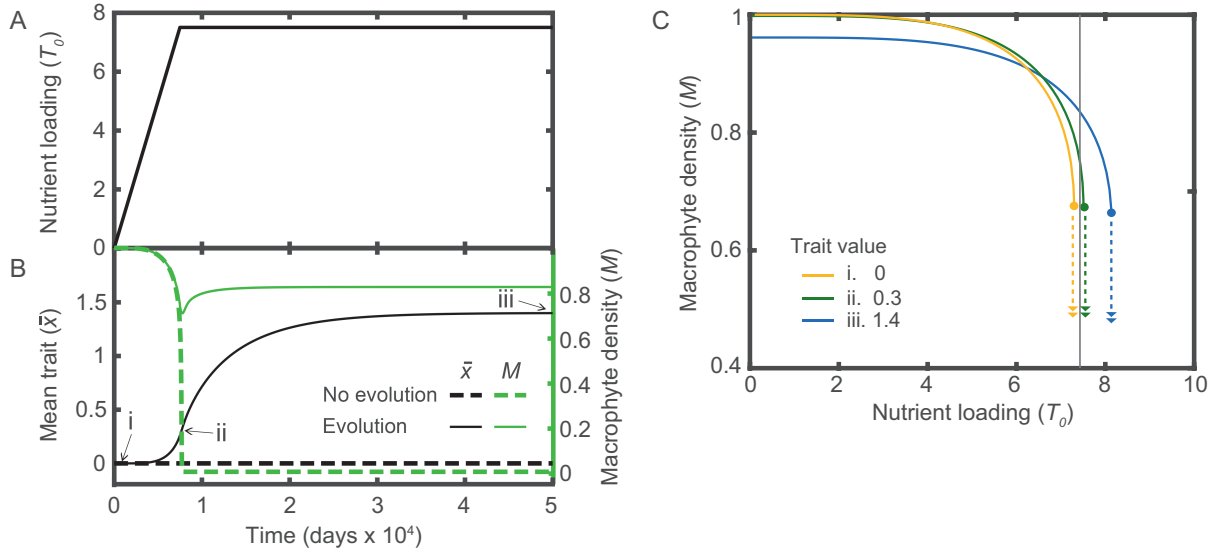 A
Nutrient loading (T₀)
8
6
4
2
0
B
Mean trait (x̄)
1.5
1
0.5
0
i
ii
iii
x̄ M
No evolution
Evolution
0.8
0.6
0.4
0.2
0
Macrophyte density (M)
0 1 2 3 4 5
Time (days x 10⁴)
C
Macrophyte density (M)
1
0.8
0.6
0.4
Trait value
i. 0
ii. 0.3
iii. 1.4
0 2 4 6 8 10
Nutrient loading (T₀)